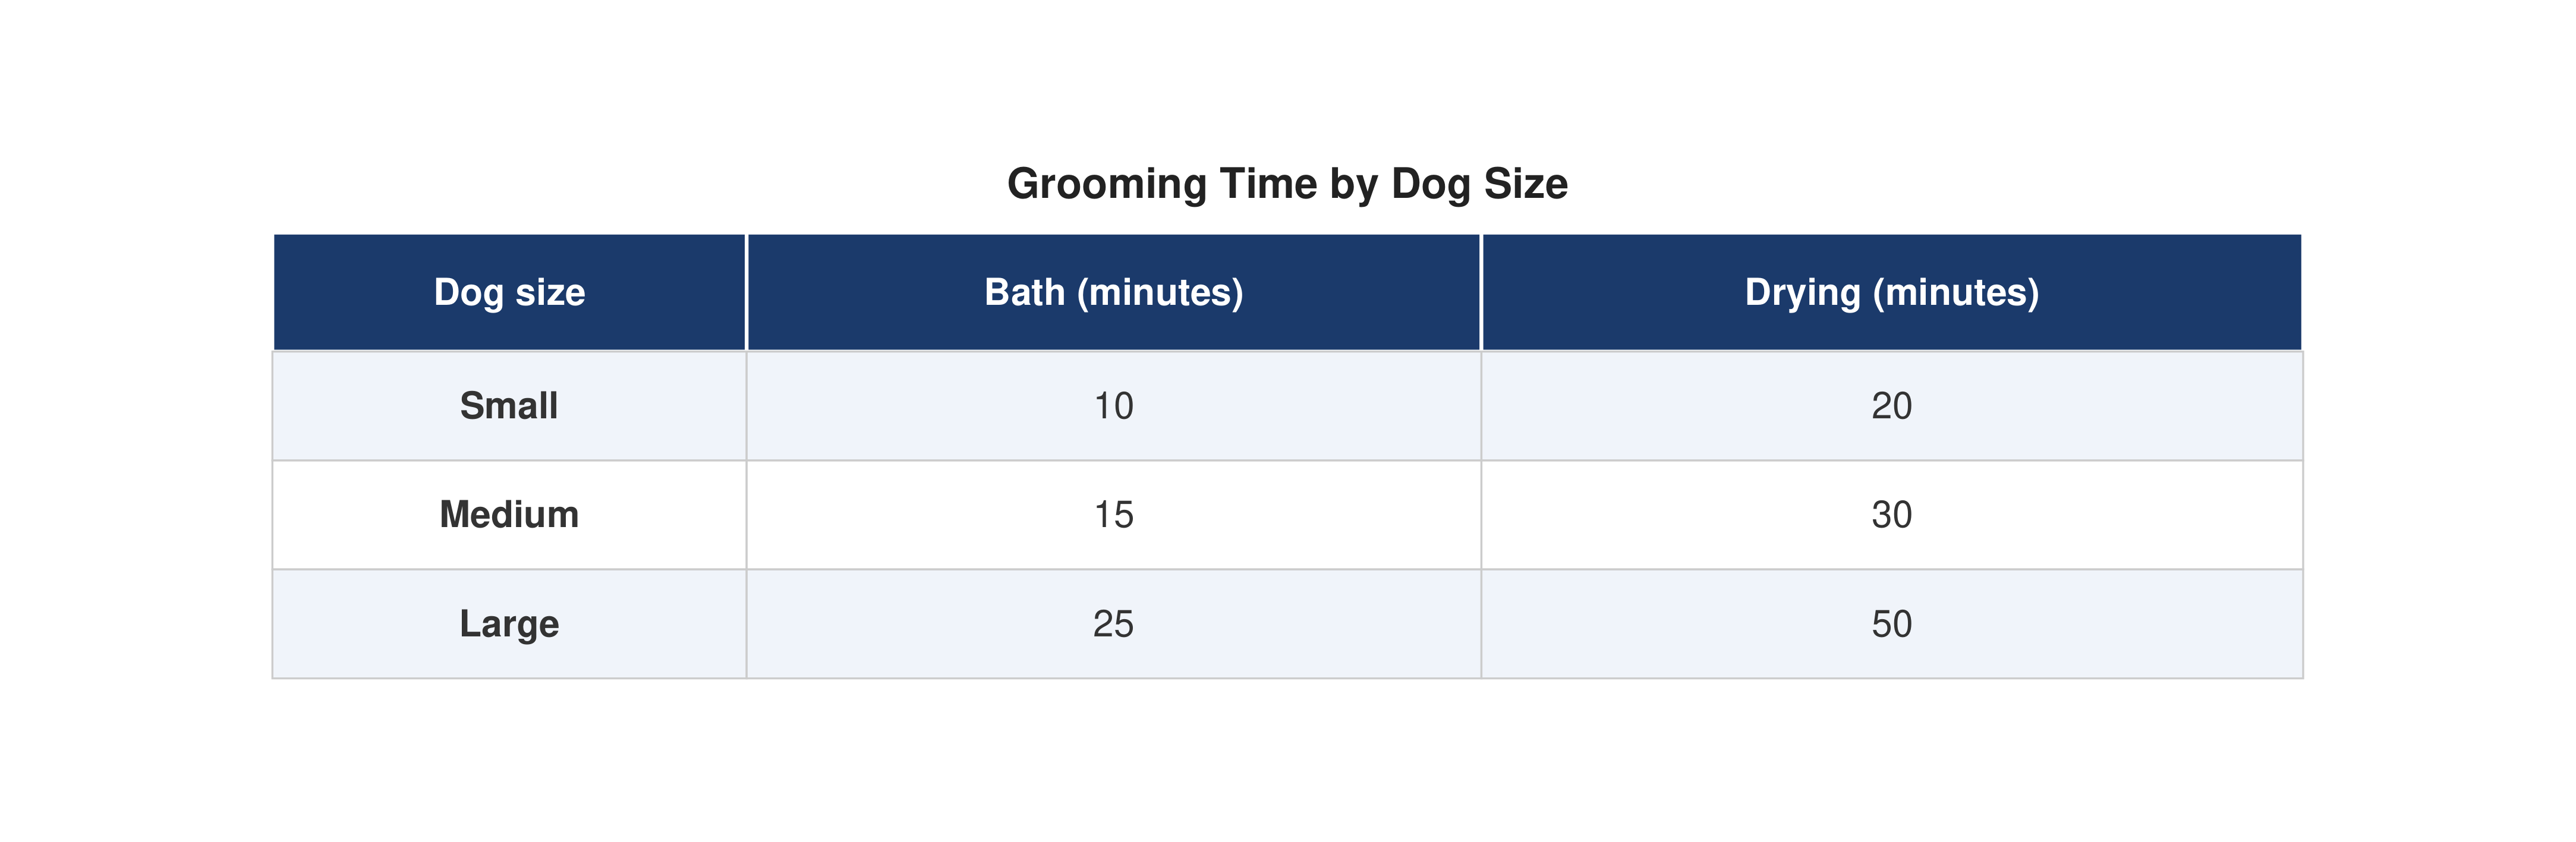 Grooming Time by Dog Size
Dog size Bath (minutes) Drying (minutes)
Small 10 20
Medium 15 30
Large 25 50